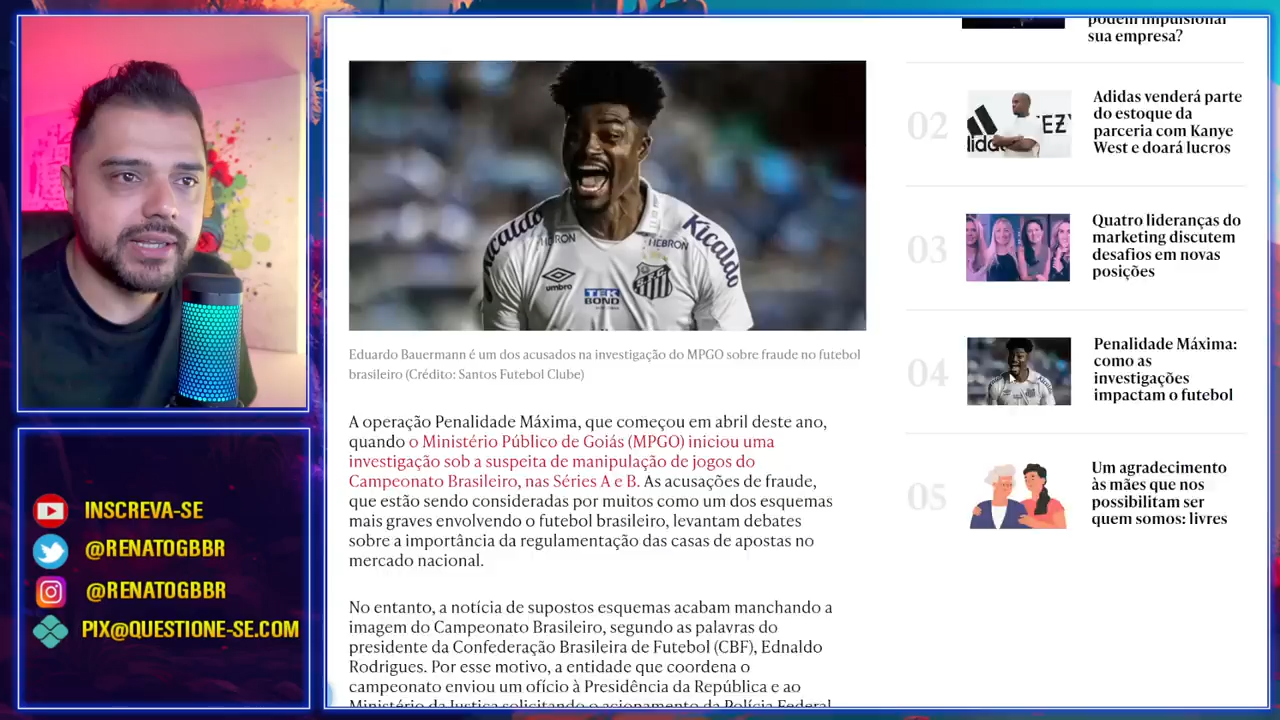 INSCREVA-SE
@RENATOGBBR
@RENATOGBBR
PIX@QUESTIONE-SE.COM
Kicaldo
HEBRON
HEBRON
Kicaldo
umbro
TEK
BOND
Eduardo Bauermann é um dos acusados na investigação do MPGO sobre fraude no futebol
brasileiro (Crédito: Santos Futebol Clube)
A operação Penalidade Máxima, que começou em abril deste ano,
quando o Ministério Público de Goiás (MPGO) iniciou uma
investigação sob a suspeita de manipulação de jogos do
Campeonato Brasileiro, nas Séries A e B. As acusações de fraude,
que estão sendo consideradas por muitos como um dos esquemas
mais graves envolvendo o futebol brasileiro, levantam debates
sobre a importância da regulamentação das casas de apostas no
mercado nacional.
No entanto, a notícia de supostos esquemas acabam manchando a
imagem do Campeonato Brasileiro, segundo as palavras do
presidente da Confederação Brasileira de Futebol (CBF), Ednaldo
Rodrigues. Por esse motivo, a entidade que coordena o
campeonato enviou um ofício à Presidência da República e ao
Ministério da Justiça solicitando o acionamento da Polícia Federal
podem impulsionar
sua empresa?
02
Adidas venderá parte
do estoque da
parceria com Kanye
West e doará lucros
03
Quatro lideranças do
marketing discutem
desafios em novas
posições
04
Penalidade Máxima:
como as
investigações
impactam o futebol
05
Um agradecimento
às mães que nos
possibilitam ser
quem somos: livres